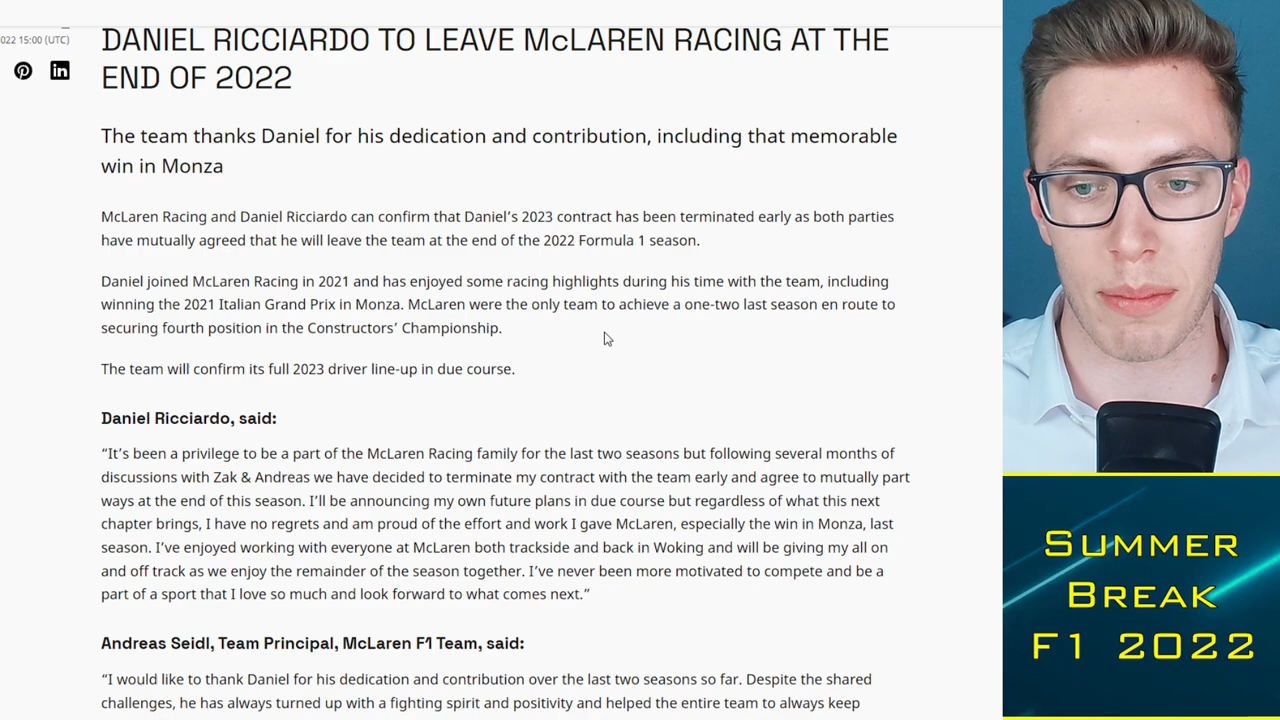 022 15:00 (UTC)
DANIEL RICCIARDO TO LEAVE McLAREN RACING AT THE
END OF 2022
The team thanks Daniel for his dedication and contribution, including that memorable
win in Monza
McLaren Racing and Daniel Ricciardo can confirm that Daniel’s 2023 contract has been terminated early as both parties
have mutually agreed that he will leave the team at the end of the 2022 Formula 1 season.
Daniel joined McLaren Racing in 2021 and has enjoyed some racing highlights during his time with the team, including
winning the 2021 Italian Grand Prix in Monza. McLaren were the only team to achieve a one-two last season en route to
securing fourth position in the Constructors’ Championship.
The team will confirm its full 2023 driver line-up in due course.
Daniel Ricciardo, said:
“It’s been a privilege to be a part of the McLaren Racing family for the last two seasons but following several months of
discussions with Zak & Andreas we have decided to terminate my contract with the team early and agree to mutually part
ways at the end of this season. I’ll be announcing my own future plans in due course but regardless of what this next
chapter brings, I have no regrets and am proud of the effort and work I gave McLaren, especially the win in Monza, last
season. I’ve enjoyed working with everyone at McLaren both trackside and back in Woking and will be giving my all on
and off track as we enjoy the remainder of the season together. I’ve never been more motivated to compete and be a
part of a sport that I love so much and look forward to what comes next.”
Andreas Seidl, Team Principal, McLaren F1 Team, said:
“I would like to thank Daniel for his dedication and contribution over the last two seasons so far. Despite the shared
challenges, he has always turned up with a fighting spirit and positivity and helped the entire team to always keep
SUMMER
BREAK
F1 2022